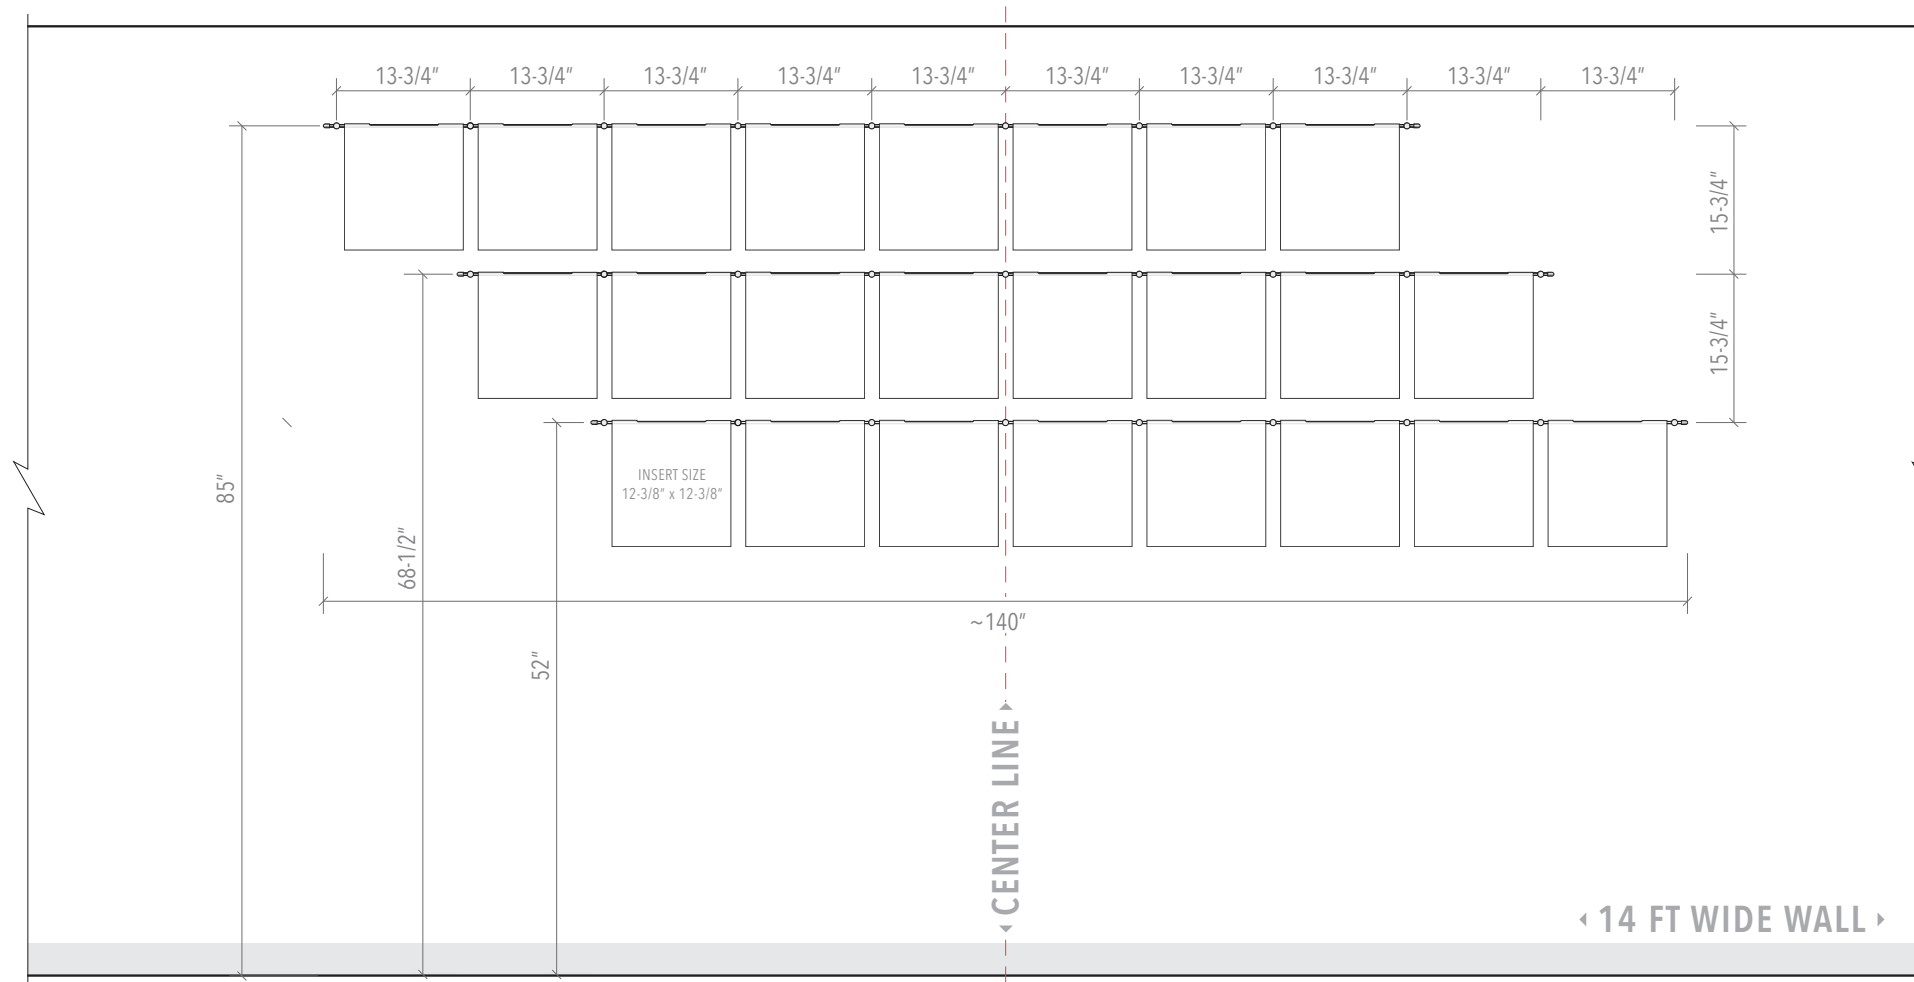 13-3/4" 13-3/4" 13-3/4" 13-3/4" 13-3/4" 13-3/4" 13-3/4" 13-3/4" 13-3/4" 13-3/4"
15-3/4"
15-3/4"
85"
68-1/2"
52"
INSERT SIZE
12-3/8" x 12-3/8"
~140"
CENTER LINE
14 FT WIDE WALL